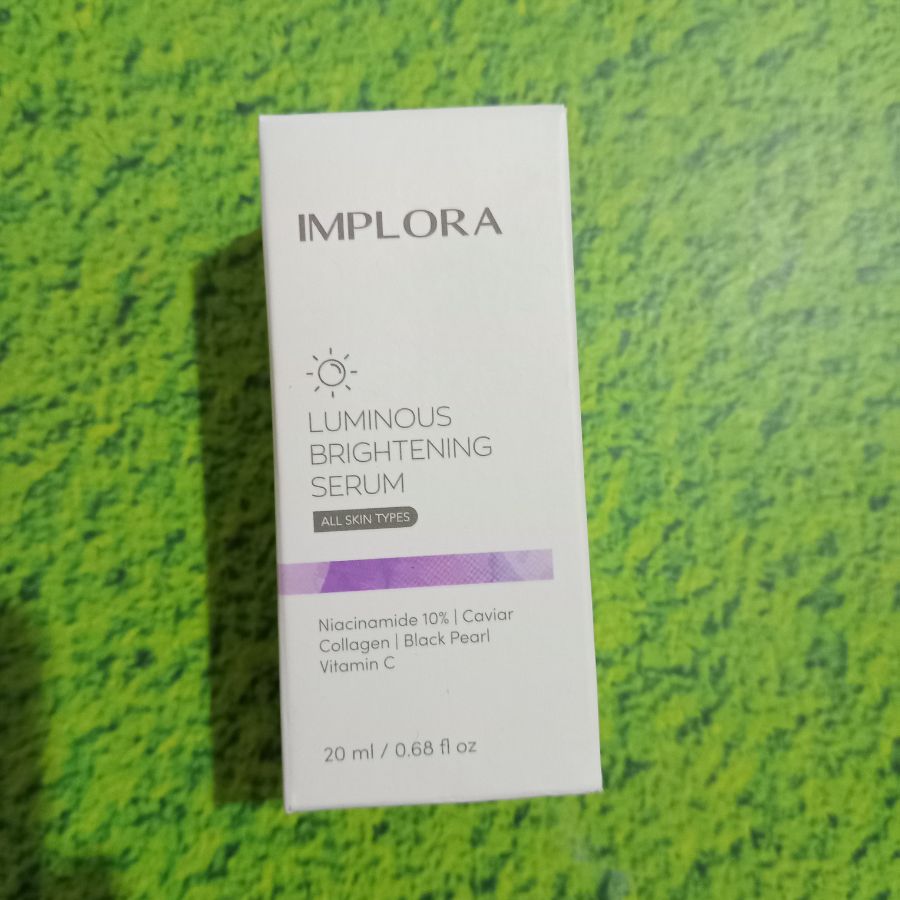 IMPLORA
LUMINOUS
BRIGHTENING
SERUM
ALL SKIN TYPES
Niacinamide 10% | Caviar
Collagen | Black Pearl
Vitamin C
20 ml / 0.68 fl oz